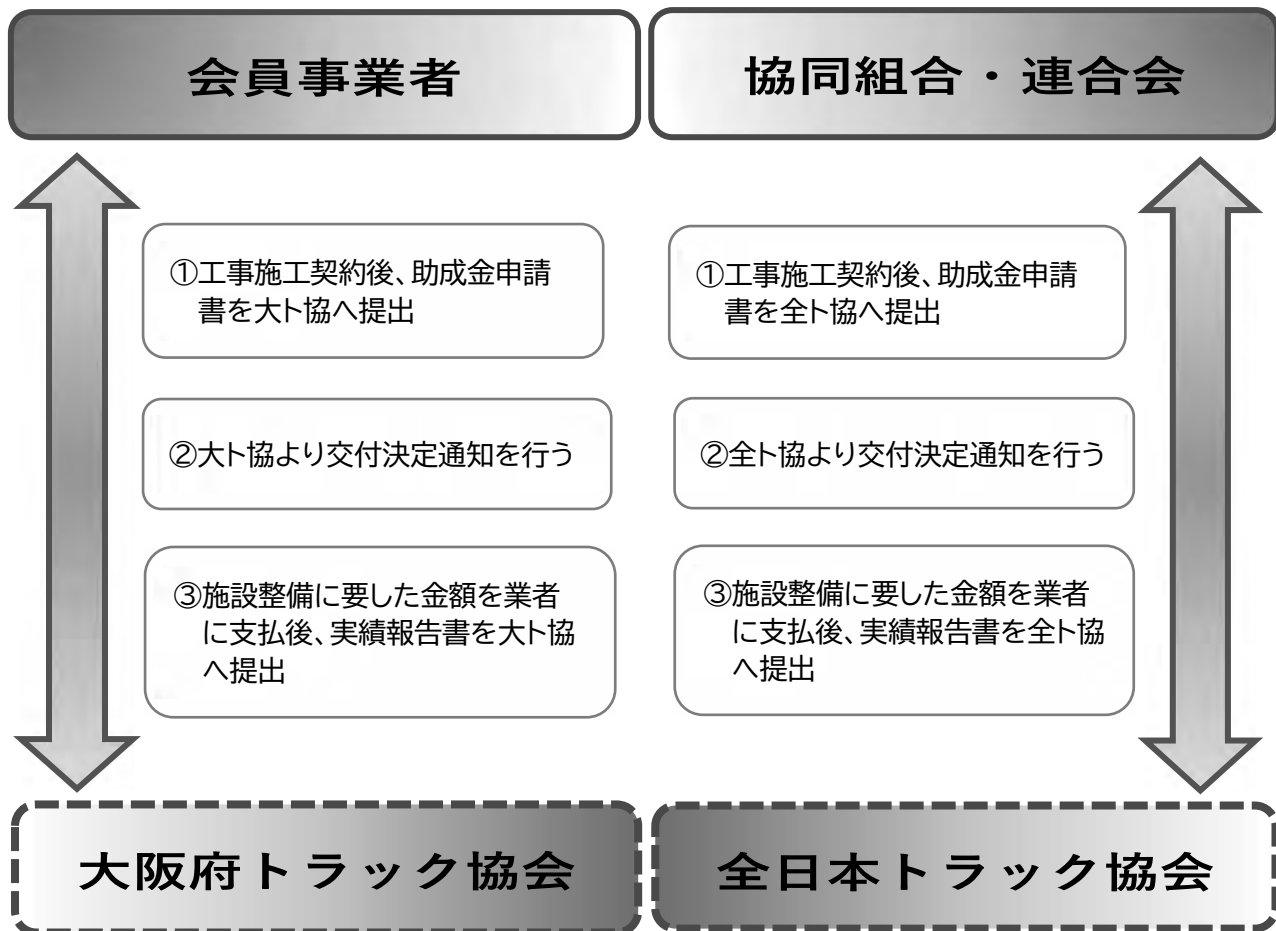 会員事業者
協同組合・連合会
①工事施工契約後、助成金申請
書を大ト協へ提出
②大ト協より交付決定通知を行う
③施設整備に要した金額を業者
に支払後、実績報告書を大ト協
へ提出
①工事施工契約後、助成金申請
書を全ト協へ提出
②全ト協より交付決定通知を行う
③施設整備に要した金額を業者
に支払後、実績報告書を全ト協
へ提出
大阪府トラック協会
全日本トラック協会